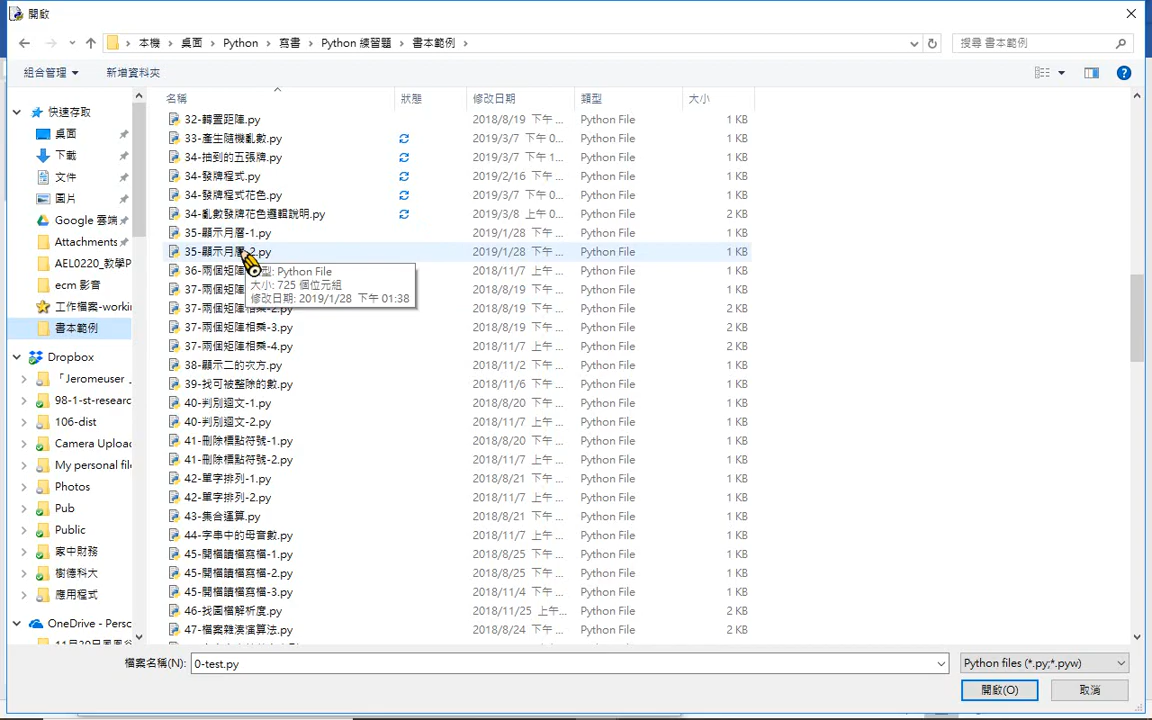 開啟
本機 › 桌面 › Python › 寫書 › Python 練習題 › 書本範例
搜尋 書本範例
組合管理 新增資料夾
名稱 狀態 修改日期 類型 大小
快速存取
桌面
下載
文件
圖片
Google 雲端
Attachments
AEL0220_教學P
ecm 影音
工作檔案-workin
書本範例
Dropbox
「Jeromeuser
98-1-st-researc
106-dist
Camera Uploac
My personal file
Photos
Pub
Public
家中財務
樹德科大
應用程式
OneDrive - Persc
32-轉置距陣.py 2018/8/19 下午 ... Python File 1 KB
33-產生隨機亂數.py 2019/3/7 下午 0... Python File 1 KB
34-抽到的五張牌.py 2019/3/7 下午 1... Python File 1 KB
34-發牌程式.py 2019/2/16 下午 ... Python File 1 KB
34-發牌程式花色.py 2019/3/7 下午 0... Python File 1 KB
34-亂數發牌花色邏輯說明.py 2019/3/8 上午 0... Python File 2 KB
35-顯示月曆-1.py 2019/1/28 下午 ... Python File 1 KB
35-顯示月曆-2.py 2019/1/28 下午 ... Python File 1 KB
36-兩個矩 2018/11/7 上午 ... Python File 1 KB
37-兩個矩 2018/8/19 下午 ... Python File 1 KB
37-兩個矩陣相乘-2.py 2018/8/19 下午 ... Python File 2 KB
37-兩個矩陣相乘-3.py 2018/8/19 下午 ... Python File 1 KB
37-兩個矩陣相乘-4.py 2018/11/7 上午 ... Python File 2 KB
38-顯示二的次方.py 2018/11/2 下午 ... Python File 1 KB
39-找可被整除的數.py 2018/11/6 下午 ... Python File 1 KB
40-判別迴文-1.py 2018/8/20 下午 ... Python File 1 KB
40-判別迴文-2.py 2018/11/7 上午 ... Python File 1 KB
41-刪除標點符號-1.py 2018/8/20 下午 ... Python File 1 KB
41-刪除標點符號-2.py 2018/11/7 上午 ... Python File 1 KB
42-單字排列-1.py 2018/8/21 下午 ... Python File 1 KB
42-單字排列-2.py 2018/11/7 上午 ... Python File 1 KB
43-集合運算.py 2018/8/21 下午 ... Python File 1 KB
44-字串中的母音數.py 2018/11/7 下午 ... Python File 1 KB
45-開檔讀檔寫檔-1.py 2018/8/25 下午 ... Python File 1 KB
45-開檔讀檔寫檔-2.py 2018/8/25 下午 ... Python File 1 KB
45-開檔讀檔寫檔-3.py 2018/11/4 下午 ... Python File 1 KB
46-找圖檔解析度.py 2018/11/25 上午... Python File 2 KB
47-檔案雜湊演算法.py 2018/8/24 下午 ... Python File 2 KB
型: Python File
大小: 725 個位元組
修改日期: 2019/1/28 下午 01:38
檔案名稱(N): 0-test.py Python files (*.py;*.pyw)
開啟(O) 取消